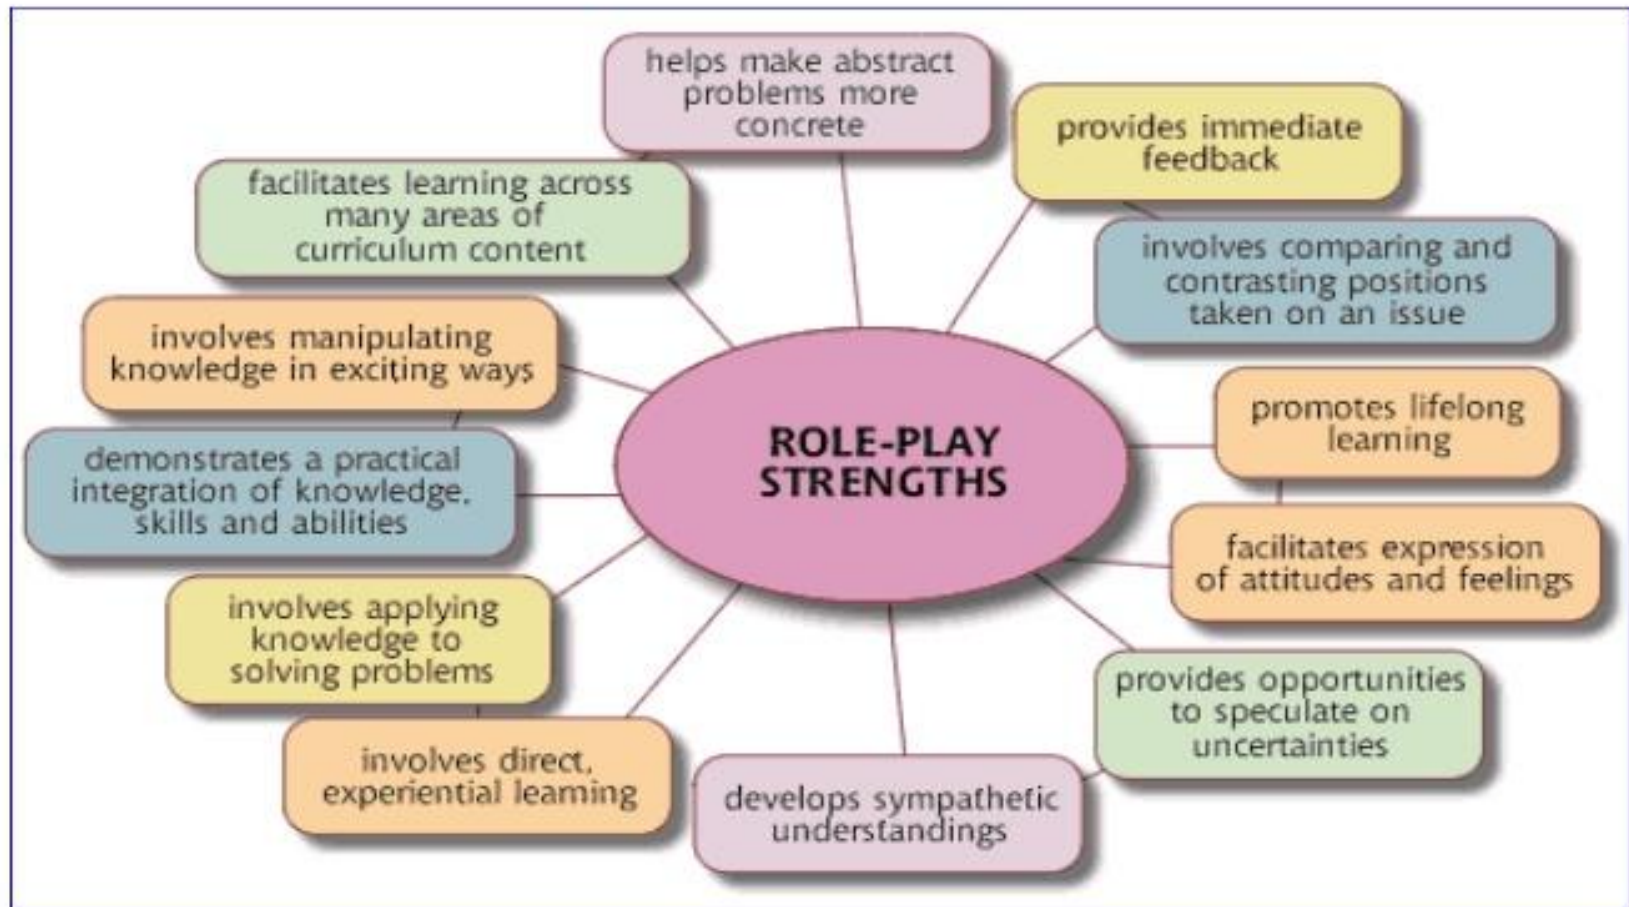 helps make abstract
problems more
concrete
provides immediate
feedback
facilitates learning across
many areas of
curriculum content
involves comparing and
contrasting positions
taken on an issue
involves manipulating
knowledge in exciting ways
promotes lifelong
learning
ROLE-PLAY
STRENGTHS
demonstrates a practical
integration of knowledge,
skills and abilities
facilitates expression
of attitudes and feelings
involves applying
knowledge to
solving problems
provides opportunities
to speculate on
uncertainties
involves direct,
experiential learning
develops sympathetic
understandings